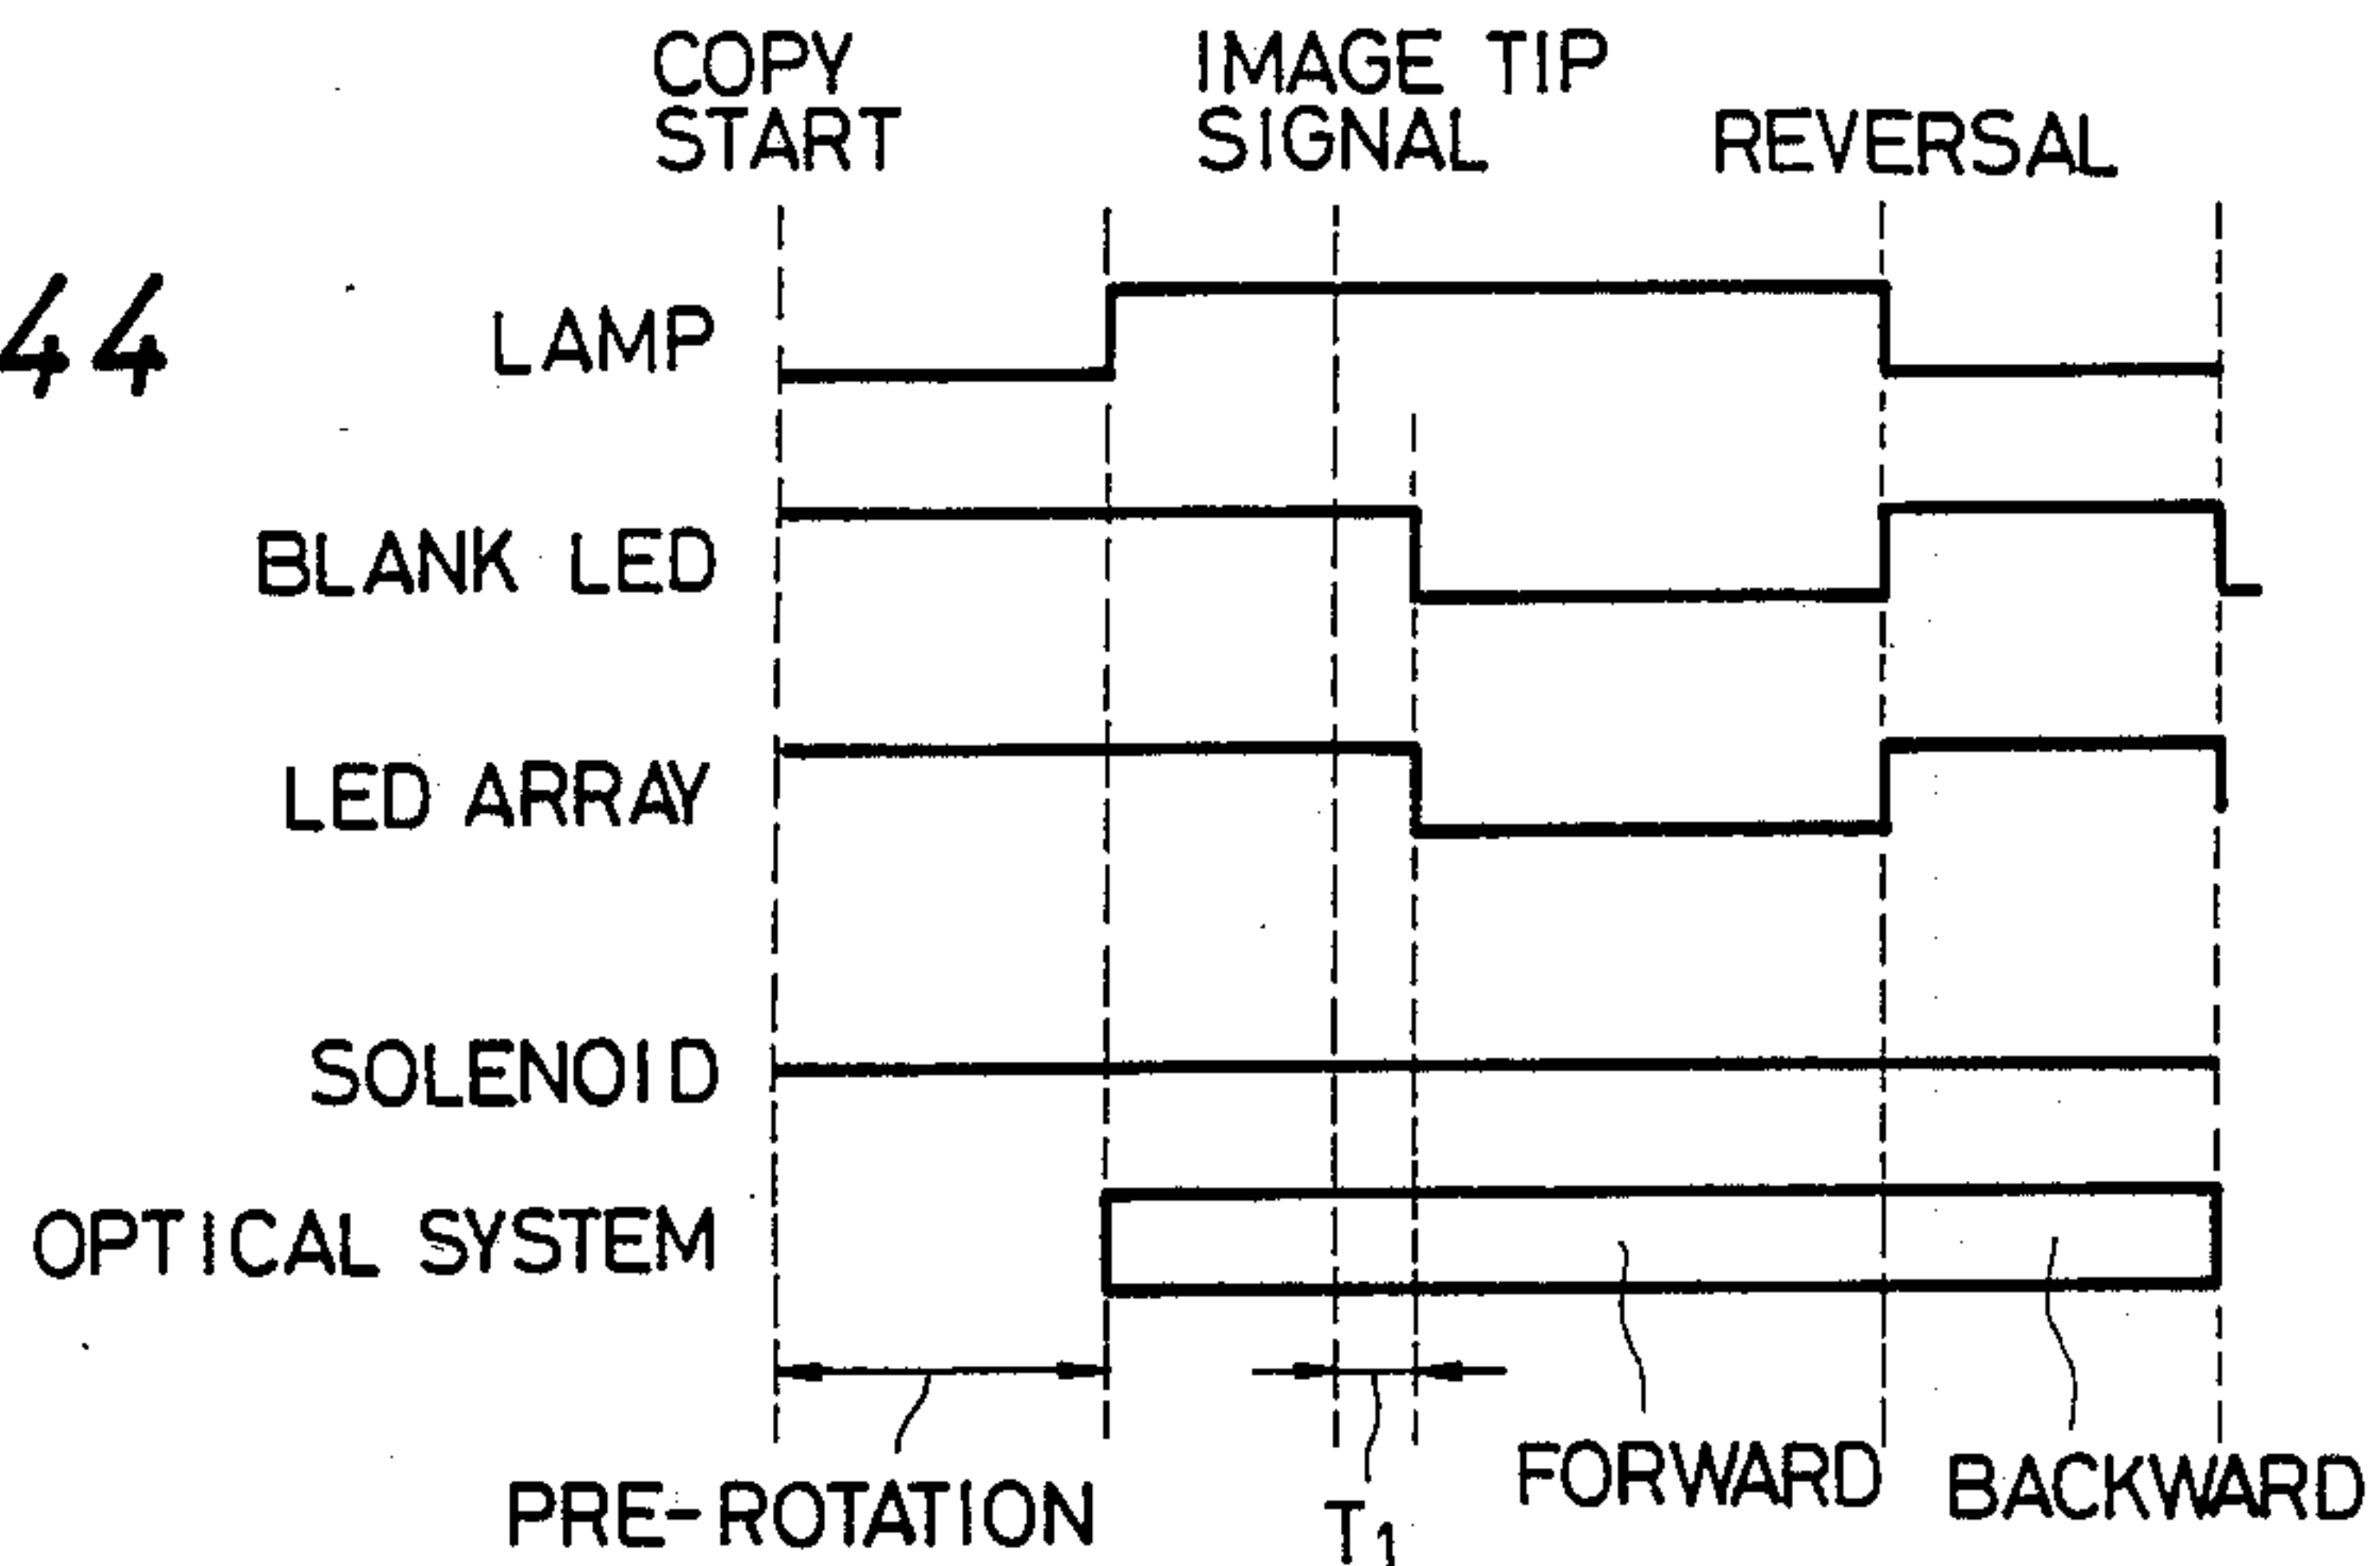 COPY
START
IMAGE TIP
SIGNAL
REVERSAL
44
LAMP
BLANK LED
LED ARRAY
SOLENOID
OPTICAL SYSTEM
PRE-ROTATION
T1
FORWARD
BACKWARD